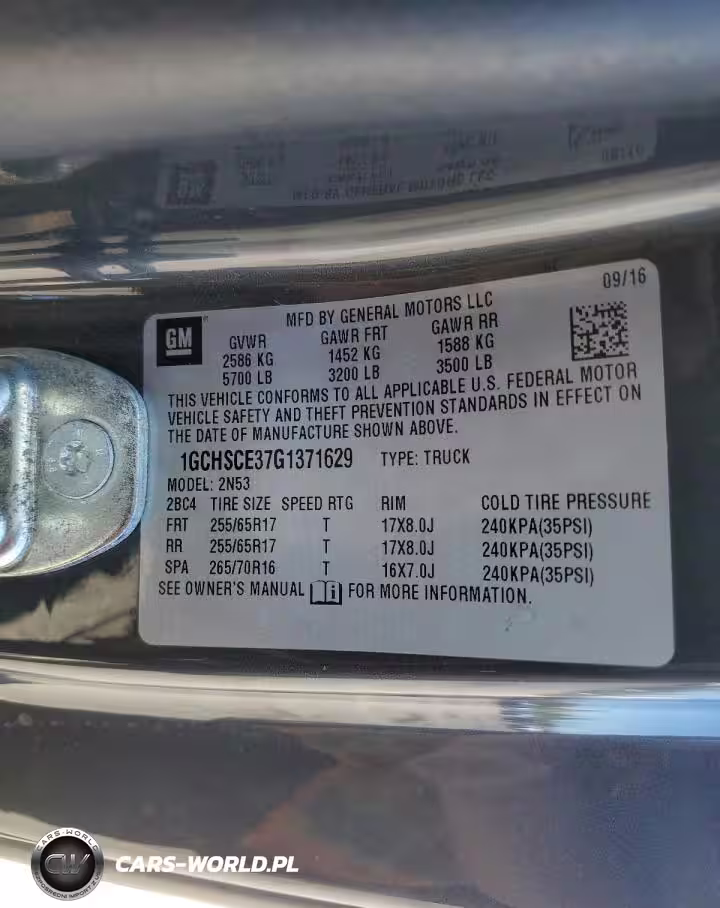 09/16
MFD BY GENERAL MOTORS LLC
GM
GVWR GAWR FRT GAWR RR
2586 KG 1452 KG 1588 KG
5700 LB 3200 LB 3500 LB
THIS VEHICLE CONFORMS TO ALL APPLICABLE U.S. FEDERAL MOTOR
VEHICLE SAFETY AND THEFT PREVENTION STANDARDS IN EFFECT ON
THE DATE OF MANUFACTURE SHOWN ABOVE.
1GCHSCE37G1371629 TYPE: TRUCK
MODEL: 2N53
2BC4 TIRE SIZE SPEED RTG RIM COLD TIRE PRESSURE
FRT 255/65R17 T 17X8.0J 240KPA(35PSI)
RR 255/65R17 T 17X8.0J 240KPA(35PSI)
SPA 265/70R16 T 16X7.0J 240KPA(35PSI)
SEE OWNER'S MANUAL FOR MORE INFORMATION.
CARS-WORLD
CW
CARS-WORLD.PL